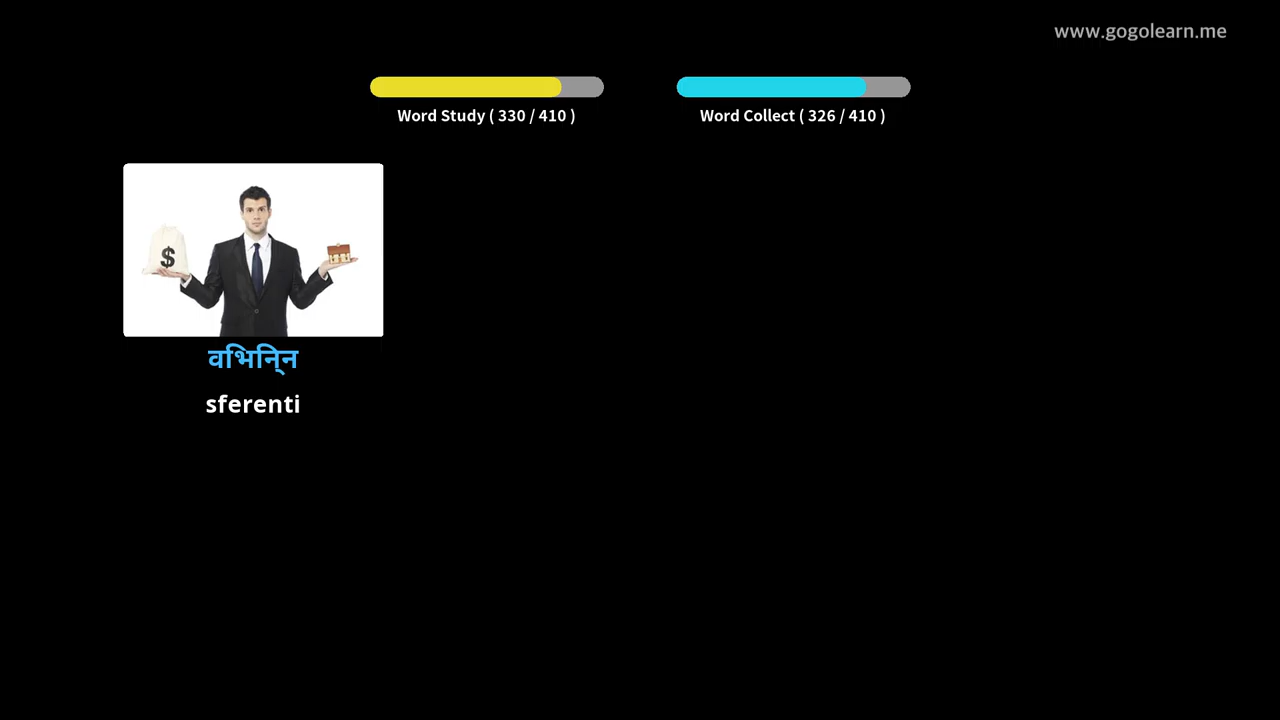 www.gogolearn.me
Word Study ( 330 / 410 )
Word Collect ( 326 / 410 )
$
वभिनि्न
sferenti